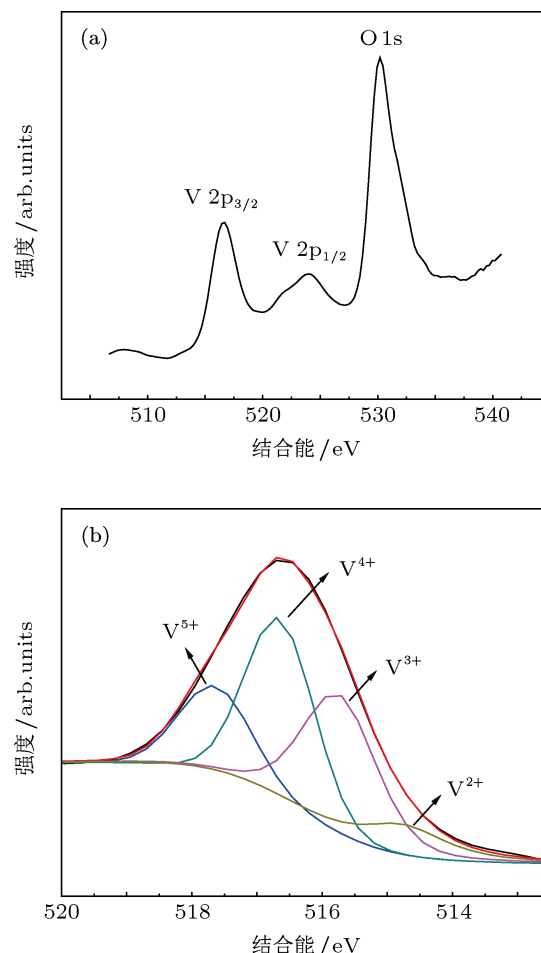 (a)
O 1s
V 2p3/2
V 2p1/2
强度/arb.units
510 520 530 540
结合能/eV
(b)
V4+
V5+
V3+
V2+
强度/arb.units
520 518 516 514
结合能/eV